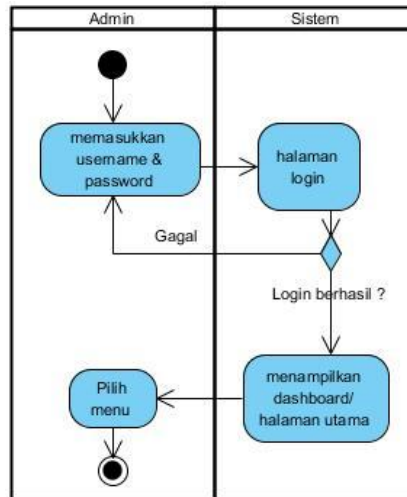 Admin
Sistem
memasukkan
username &
password
halaman
login
Gagal
Login berhasil ?
menampilkan
dashboard/
halaman utama
Pilih
menu